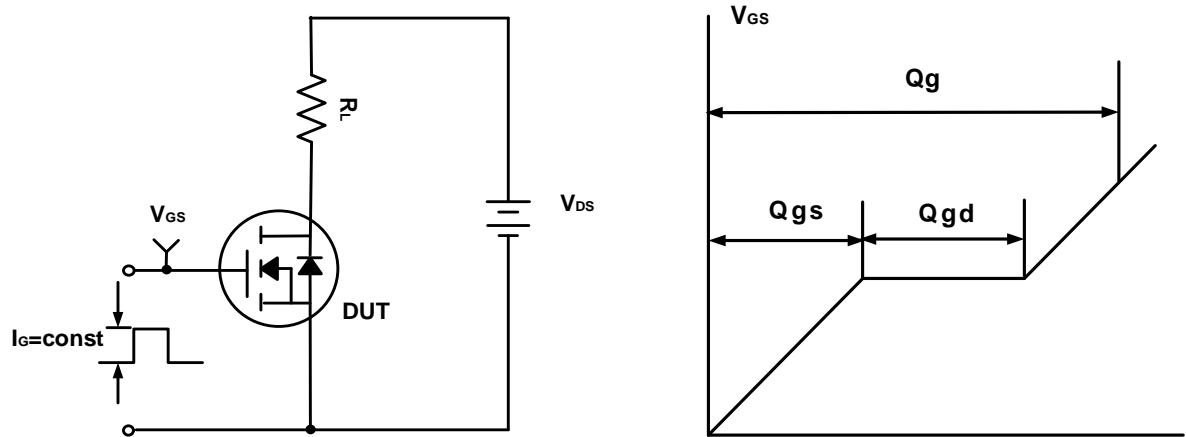 RL
VDS
VGS
DUT
IG=const
VGS
Qg
Qgs
Qgd